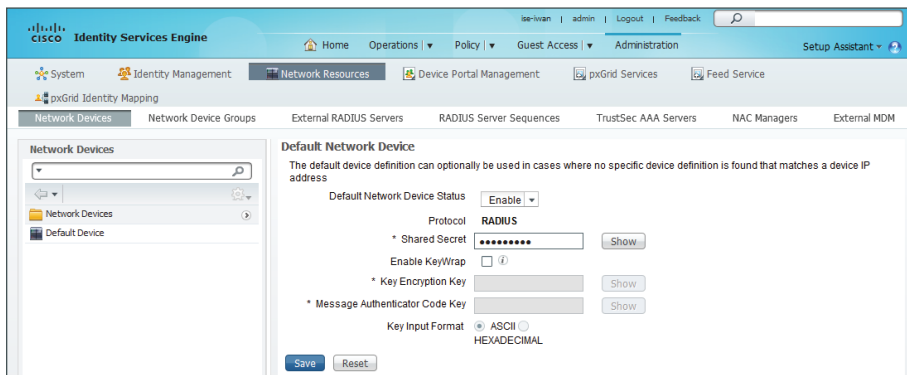 ise-iwan | admin | Logout | Feedback
CISCO Identity Services Engine
Home Operations | Policy | Guest Access | Administration Setup Assistant
System Identity Management Network Resources Device Portal Management pxGrid Services Feed Service
pxGrid Identity Mapping
Network Devices Network Device Groups External RADIUS Servers RADIUS Server Sequences TrustSec AAA Servers NAC Managers External MDM
Network Devices
Network Devices
Default Device
Default Network Device
The default device definition can optionally be used in cases where no specific device definition is found that matches a device IP
address
Default Network Device Status Enable
Protocol RADIUS
* Shared Secret ••••••••• Show
Enable KeyWrap i
* Key Encryption Key Show
* Message Authenticator Code Key Show
Key Input Format ASCII
HEXADECIMAL
Save Reset